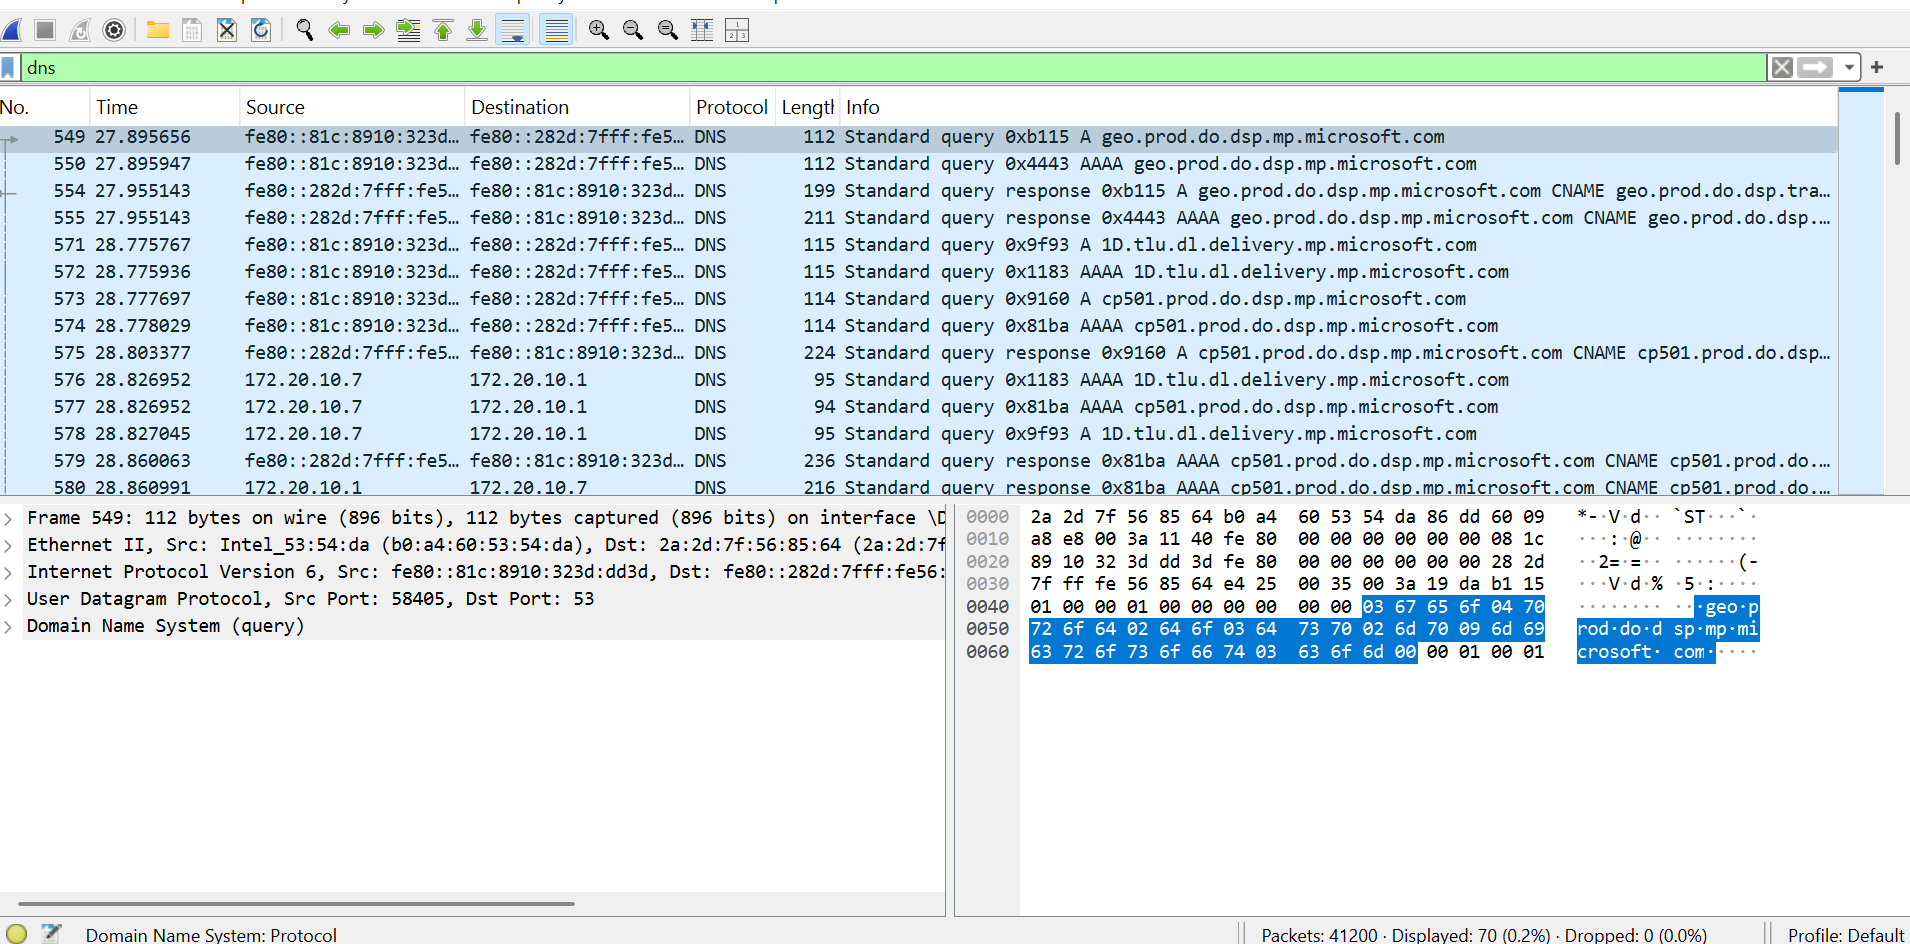 dns
No. Time Source Destination Protocol Length Info
549 27.895656 fe80::81c:8910:323d… fe80::282d:7fff:fe5… DNS 112 Standard query 0xb115 A geo.prod.do.dsp.mp.microsoft.com
550 27.895947 fe80::81c:8910:323d… fe80::282d:7fff:fe5… DNS 112 Standard query 0x4443 AAAA geo.prod.do.dsp.mp.microsoft.com
554 27.955143 fe80::282d:7fff:fe5… fe80::81c:8910:323d… DNS 199 Standard query response 0xb115 A geo.prod.do.dsp.mp.microsoft.com CNAME geo.prod.do.dsp.tra…
555 27.955143 fe80::282d:7fff:fe5… fe80::81c:8910:323d… DNS 211 Standard query response 0x4443 AAAA geo.prod.do.dsp.mp.microsoft.com CNAME geo.prod.do.dsp.…
571 28.775767 fe80::81c:8910:323d… fe80::282d:7fff:fe5… DNS 115 Standard query 0x9f93 A 1D.tlu.dl.delivery.mp.microsoft.com
572 28.775936 fe80::81c:8910:323d… fe80::282d:7fff:fe5… DNS 115 Standard query 0x1183 AAAA 1D.tlu.dl.delivery.mp.microsoft.com
573 28.777697 fe80::81c:8910:323d… fe80::282d:7fff:fe5… DNS 114 Standard query 0x9160 A cp501.prod.do.dsp.mp.microsoft.com
574 28.778029 fe80::81c:8910:323d… fe80::282d:7fff:fe5… DNS 114 Standard query 0x81ba AAAA cp501.prod.do.dsp.mp.microsoft.com
575 28.803377 fe80::282d:7fff:fe5… fe80::81c:8910:323d… DNS 224 Standard query response 0x9160 A cp501.prod.do.dsp.mp.microsoft.com CNAME cp501.prod.do.dsp…
576 28.826952 172.20.10.7 172.20.10.1 DNS 95 Standard query 0x1183 AAAA 1D.tlu.dl.delivery.mp.microsoft.com
577 28.826952 172.20.10.7 172.20.10.1 DNS 94 Standard query 0x81ba AAAA cp501.prod.do.dsp.mp.microsoft.com
578 28.827045 172.20.10.7 172.20.10.1 DNS 95 Standard query 0x9f93 A 1D.tlu.dl.delivery.mp.microsoft.com
579 28.860063 fe80::282d:7fff:fe5… fe80::81c:8910:323d… DNS 236 Standard query response 0x81ba AAAA cp501.prod.do.dsp.mp.microsoft.com CNAME cp501.prod.do.…
580 28.860991 172.20.10.1 172.20.10.7 DNS 216 Standard query response 0x81ba AAAA cp501.prod.do.dsp.mp.microsoft.com CNAME cp501.prod.do.…
Frame 549: 112 bytes on wire (896 bits), 112 bytes captured (896 bits) on interface \D
Ethernet II, Src: Intel_53:54:da (b0:a4:60:53:54:da), Dst: 2a:2d:7f:56:85:64 (2a:2d:7f
Internet Protocol Version 6, Src: fe80::81c:8910:323d:dd3d, Dst: fe80::282d:7fff:fe56:
User Datagram Protocol, Src Port: 58405, Dst Port: 53
Domain Name System (query)
0000 2a 2d 7f 56 85 64 b0 a4 60 53 54 da 86 dd 60 09 *-·V·d·· `ST···`·
0010 a8 e8 00 3a 11 40 fe 80 00 00 00 00 00 00 08 1c ···:·@·· ········
0020 89 10 32 3d dd 3d fe 80 00 00 00 00 00 00 28 2d ··2=·=·· ······(-
0030 7f ff fe 56 85 64 e4 25 00 35 00 3a 19 da b1 15 ···V·d·% ·5·:····
0040 01 00 00 01 00 00 00 00 00 00 03 67 65 6f 04 70 ········ ···geo·p
0050 72 6f 64 02 64 6f 03 64 73 70 02 6d 70 09 6d 69 rod·do·d sp·mp·mi
0060 63 72 6f 73 6f 66 74 03 63 6f 6d 00 00 01 00 01 crosoft· com·····
Domain Name System: Protocol
Packets: 41200 · Displayed: 70 (0.2%) · Dropped: 0 (0.0%)
Profile: Default